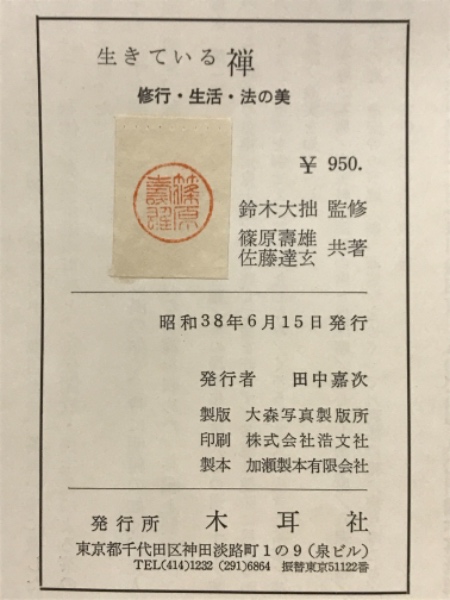 生きている 禅
修行・生活・法の美
￥ 950.
篠原
壽雄
鈴木大拙 監修
篠原壽雄
佐藤達玄 共著
昭和38年6月15日発行
発行者 田中嘉次
製版 大森写真製版所
印刷 株式会社浩文社
製本 加瀬製本有限会社
発行所 木耳社
東京都千代田区神田淡路町1の9（泉ビル）
TEL(414)1232 (291)6864 振替東京51122番